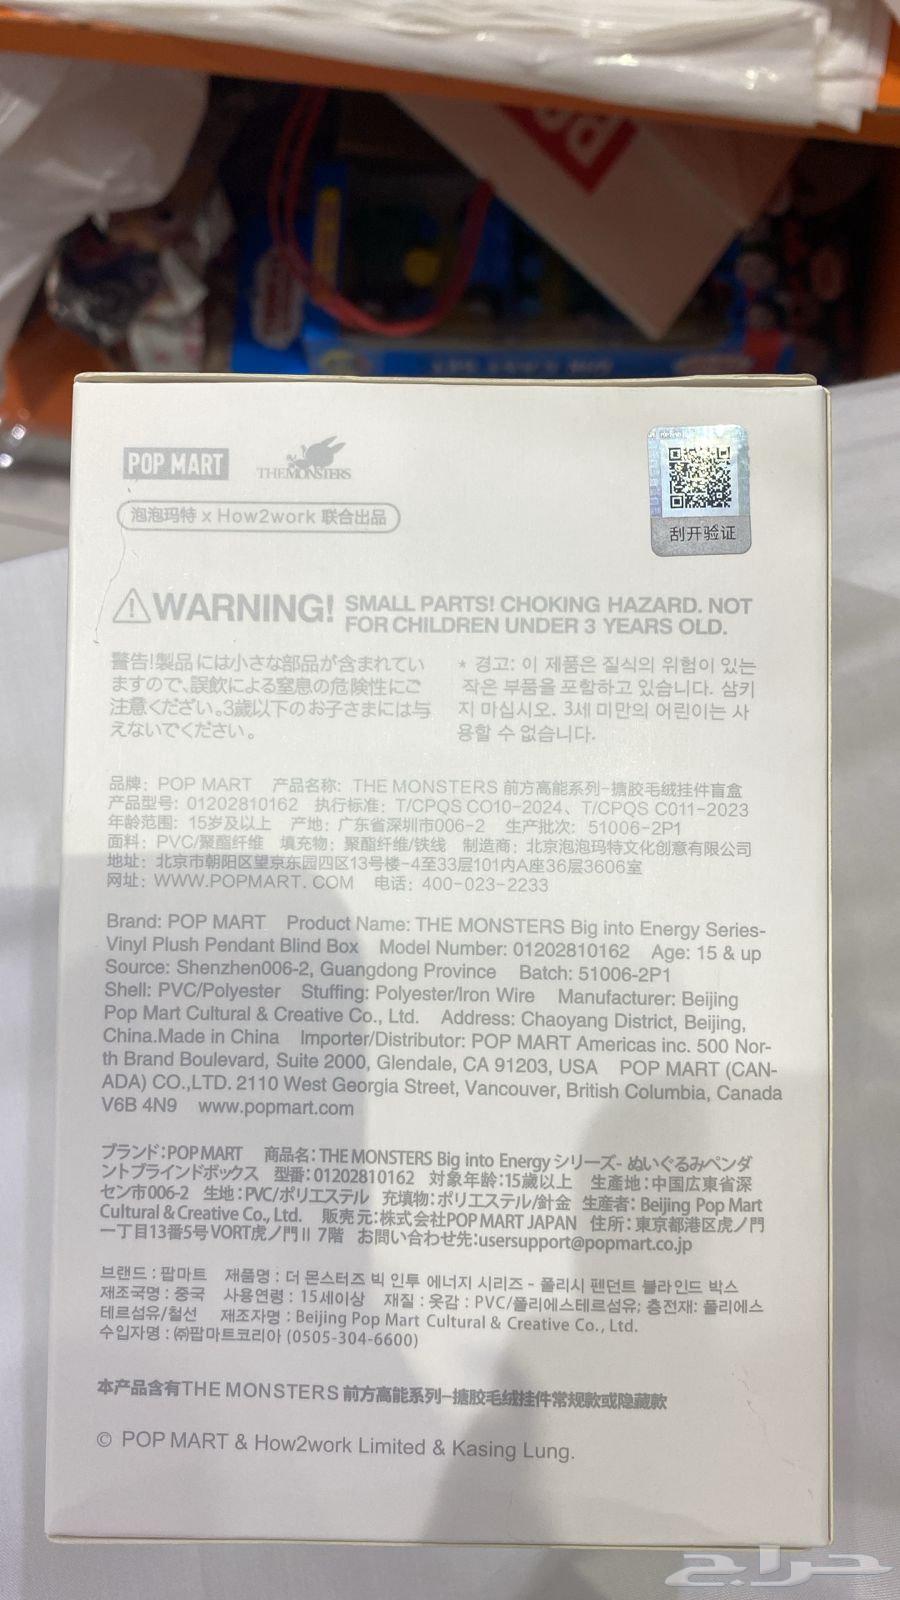 POP MART
THE MONSTERS
泡泡玛特 x How2work 联合出品
刮开验证
WARNING! SMALL PARTS! CHOKING HAZARD. NOT
FOR CHILDREN UNDER 3 YEARS OLD.
警告!製品には小さな部品が含まれてい
ますので、誤飲による窒息の危険性にご
注意ください。3歳以下のお子さまには与
えないでください。
* 경고: 이 제품은 질식의 위험이 있는
작은 부품을 포함하고 있습니다. 삼키
지 마십시오. 3세 미만의 어린이는 사
용할 수 없습니다.
品牌: POP MART 产品名称: THE MONSTERS 前方高能系列-搪胶毛绒挂件盲盒
产品型号: 01202810162 执行标准: T/CPQS CO10-2024、T/CPQS C011-2023
年龄范围: 15岁及以上 产地: 广东省深圳市006-2 生产批次: 51006-2P1
面料: PVC/聚酯纤维 填充物: 聚酯纤维/铁线 制造商: 北京泡泡玛特文化创意有限公司
地址: 北京市朝阳区望京东园四区13号楼-4至33层101内A座36层3606室
网址: WWW.POPMART.COM 电话: 400-023-2233
Brand: POP MART Product Name: THE MONSTERS Big into Energy Series-
Vinyl Plush Pendant Blind Box Model Number: 01202810162 Age: 15 & up
Source: Shenzhen006-2, Guangdong Province Batch: 51006-2P1
Shell: PVC/Polyester Stuffing: Polyester/Iron Wire Manufacturer: Beijing
Pop Mart Cultural & Creative Co., Ltd. Address: Chaoyang District, Beijing,
China.Made in China Importer/Distributor: POP MART Americas inc. 500 Nor-
th Brand Boulevard, Suite 2000, Glendale, CA 91203, USA POP MART (CAN-
ADA) CO.,LTD. 2110 West Georgia Street, Vancouver, British Columbia, Canada
V6B 4N9 www.popmart.com
ブランド:POP MART 商品名: THE MONSTERS Big into Energy シリーズ- ぬいぐるみペンダ
ントブラインドボックス 型番: 01202810162 対象年齢:15歳以上 生産地:中国広東省深
セン市006-2 生地: PVC/ポリエステル 充填物:ポリエステル/針金 生産者: Beijing Pop Mart
Cultural & Creative Co., Ltd. 販売元:株式会社POP MART JAPAN 住所: 東京都港区虎ノ門
一丁目13番5号VORT虎ノ門Ⅱ 7階 お問い合わせ先:usersupport@popmart.co.jp
브랜드 : 팝마트 제품명 : 더 몬스터즈 빅 인투 에너지 시리즈 - 폴리시 펜던트 블라인드 박스
제조국명 : 중국 사용연령 : 15세이상 재질 : 옷감 : PVC/폴리에스테르섬유; 충전재: 폴리에스
테르섬유/철선 제조자명 : Beijing Pop Mart Cultural & Creative Co., Ltd.
수입자명 : ㈜팝마트코리아 (0505-304-6600)
本产品含有THE MONSTERS 前方高能系列-搪胶毛绒挂件常规款或隐藏款
© POP MART & How2work Limited & Kasing Lung.
حراج